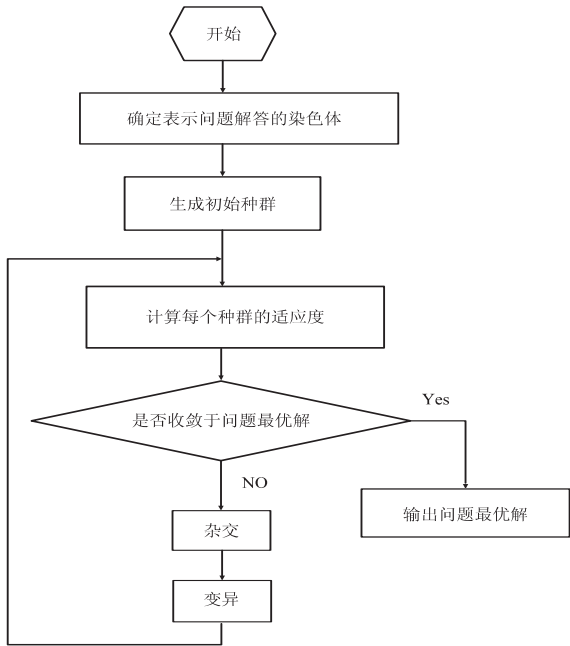 开始
确定表示问题解答的染色体
生成初始种群
计算每个种群的适应度
是否收敛于问题最优解
Yes
NO
输出问题最优解
杂交
变异